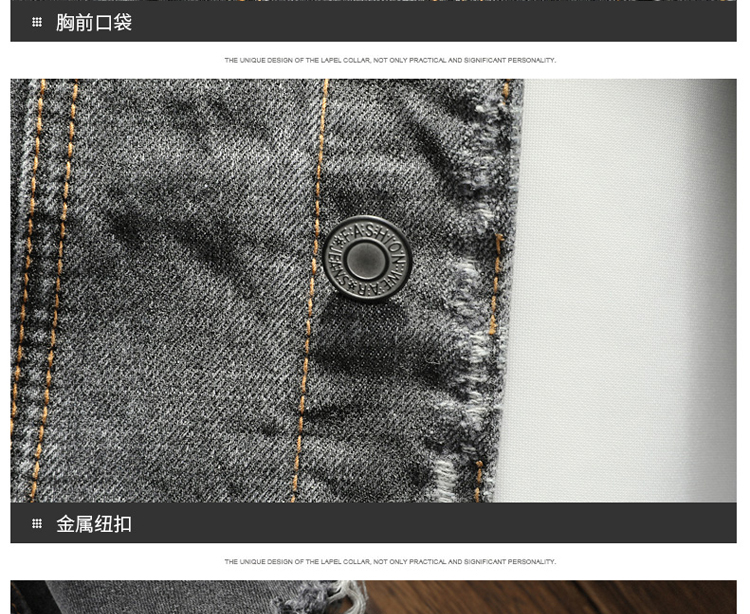 胸前口袋
THE UNIQUE DESIGN OF THE LAPEL COLLAR, NOT ONLY PRACTICAL AND SIGNIFICANT PERSONALITY.
FASHION WEAR
金属纽扣
THE UNIQUE DESIGN OF THE LAPEL COLLAR, NOT ONLY PRACTICAL AND SIGNIFICANT PERSONALITY.